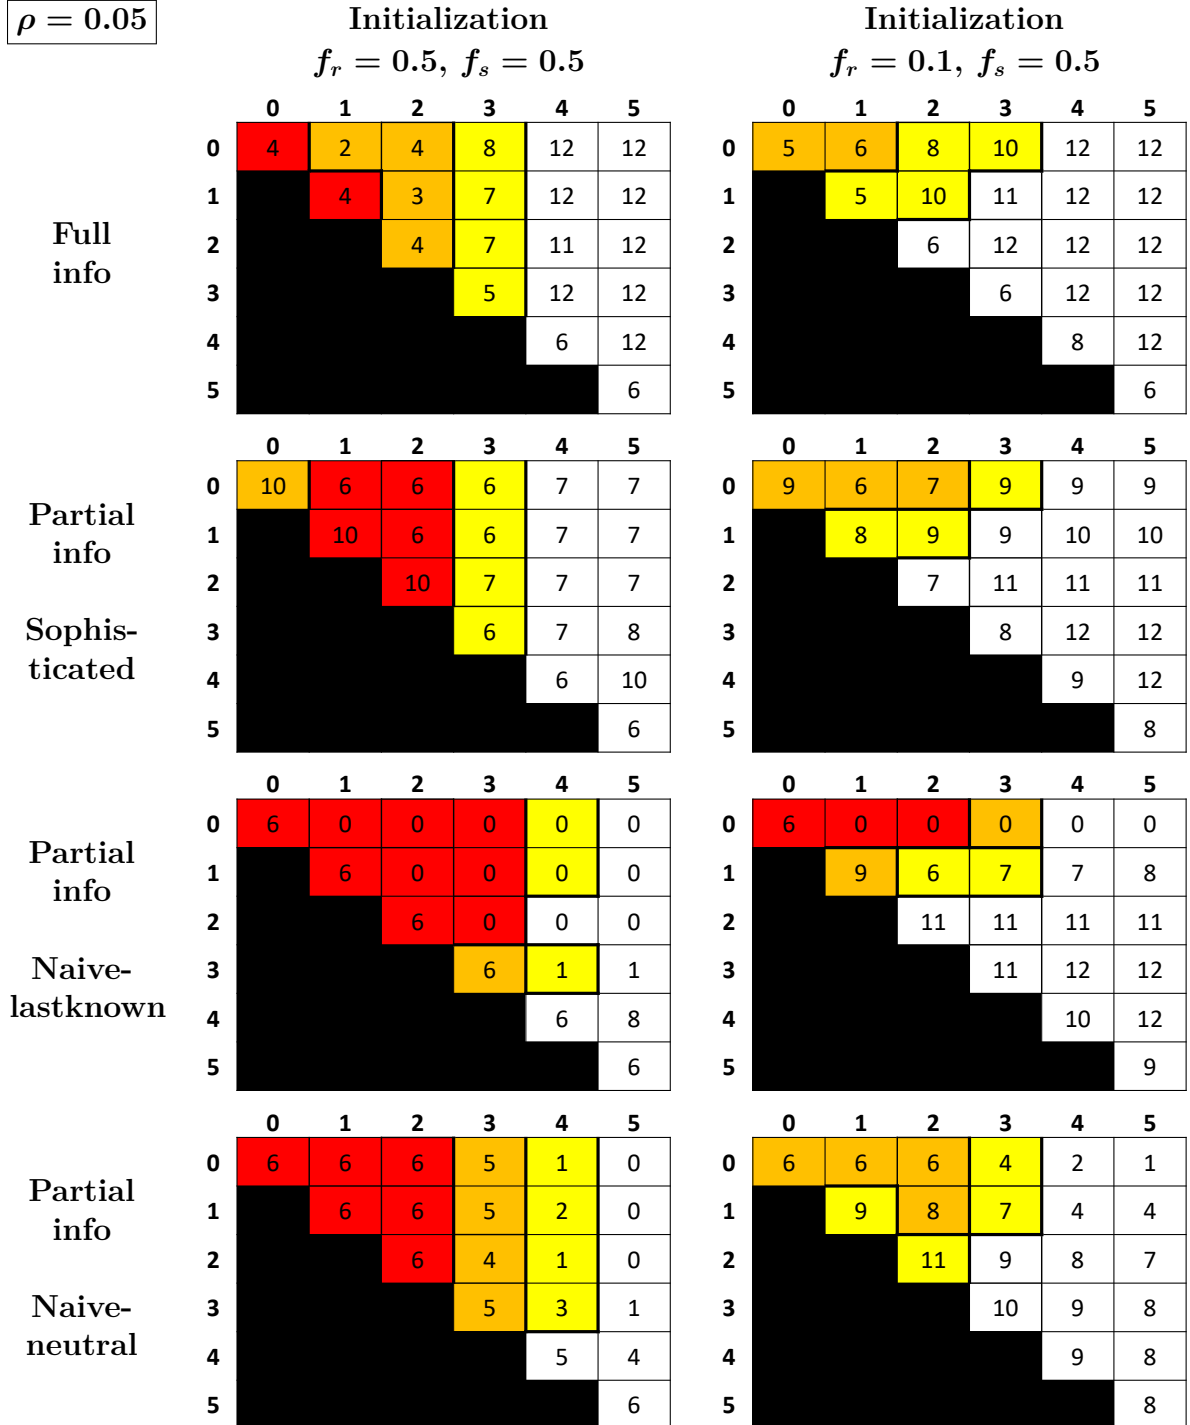 ρ = 0.05
Initialization
f_r = 0.5, f_s = 0.5
Initialization
f_r = 0.1, f_s = 0.5
Full
info
0 1 2 3 4 5
0 4 2 4 8 12 12
1 4 3 7 12 12
2 4 7 11 12
3 5 12 12
4 6 12
5 6
0 1 2 3 4 5
0 5 6 8 10 12 12
1 5 10 11 12 12
2 6 12 12 12
3 6 12 12
4 8 12
5 6
Partial
info
Sophis-
ticated
0 1 2 3 4 5
0 10 6 6 6 7 7
1 10 6 6 7 7
2 10 7 7 7
3 6 7 8
4 6 10
5 6
0 1 2 3 4 5
0 9 6 7 9 9 9
1 8 9 9 10 10
2 7 11 11 11
3 8 12 12
4 9 12
5 8
Partial
info
Naive-
lastknown
0 1 2 3 4 5
0 6 0 0 0 0 0
1 6 0 0 0 0
2 6 0 0 0
3 6 1 1
4 6 8
5 6
0 1 2 3 4 5
0 6 0 0 0 0 0
1 9 6 7 7 8
2 11 11 11 11
3 11 12 12
4 10 12
5 9
Partial
info
Naive-
neutral
0 1 2 3 4 5
0 6 6 6 5 1 0
1 6 6 5 2 0
2 6 4 1 0
3 5 3 1
4 5 4
5 6
0 1 2 3 4 5
0 6 6 6 4 2 1
1 9 8 7 4 4
2 11 9 8 7
3 10 9 8
4 9 8
5 8